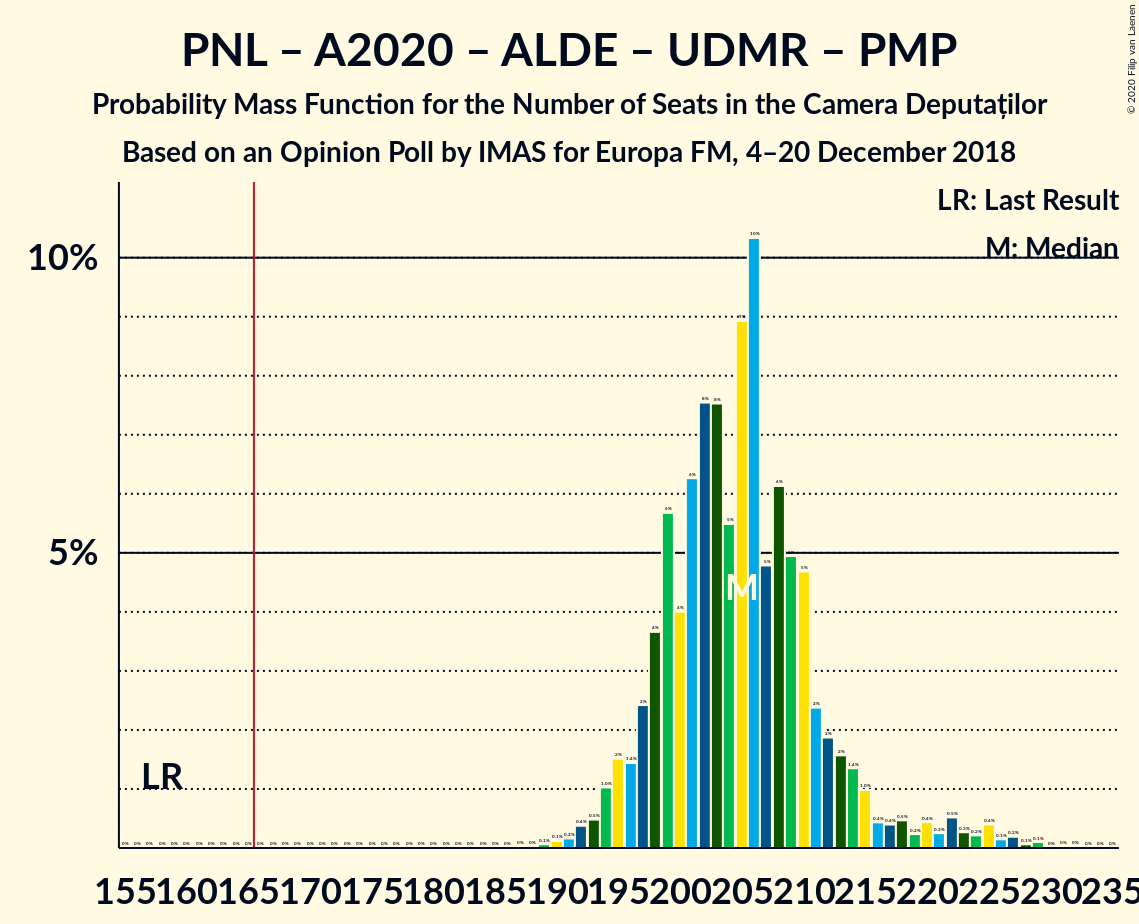 PNL – A2020 – ALDE – UDMR – PMP
Probability Mass Function for the Number of Seats in the Camera Deputaților
Based on an Opinion Poll by IMAS for Europa FM, 4–20 December 2018
© 2020 Filip van Laenen
LR: Last Result
M: Median
10%
5%
LR
M
155 160 165 170 175 180 185 190 195 200 205 210 215 220 225 230 235